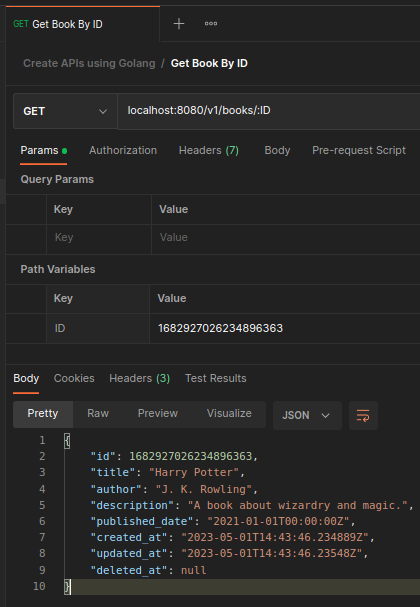 GET Get Book By ID
Create APIs using Golang / Get Book By ID
GET localhost:8080/v1/books/:ID
Params Authorization Headers (7) Body Pre-request Script
Query Params
Key Value
Key Value
Path Variables
Key Value
ID 1682927026234896363
Body Cookies Headers (3) Test Results
Pretty Raw Preview Visualize JSON
1 {
2 "id": 1682927026234896363,
3 "title": "Harry Potter",
4 "author": "J. K. Rowling",
5 "description": "A book about wizardry and magic.",
6 "published_date": "2021-01-01T00:00:00Z",
7 "created_at": "2023-05-01T14:43:46.234889Z",
8 "updated_at": "2023-05-01T14:43:46.23548Z",
9 "deleted_at": null
10 }